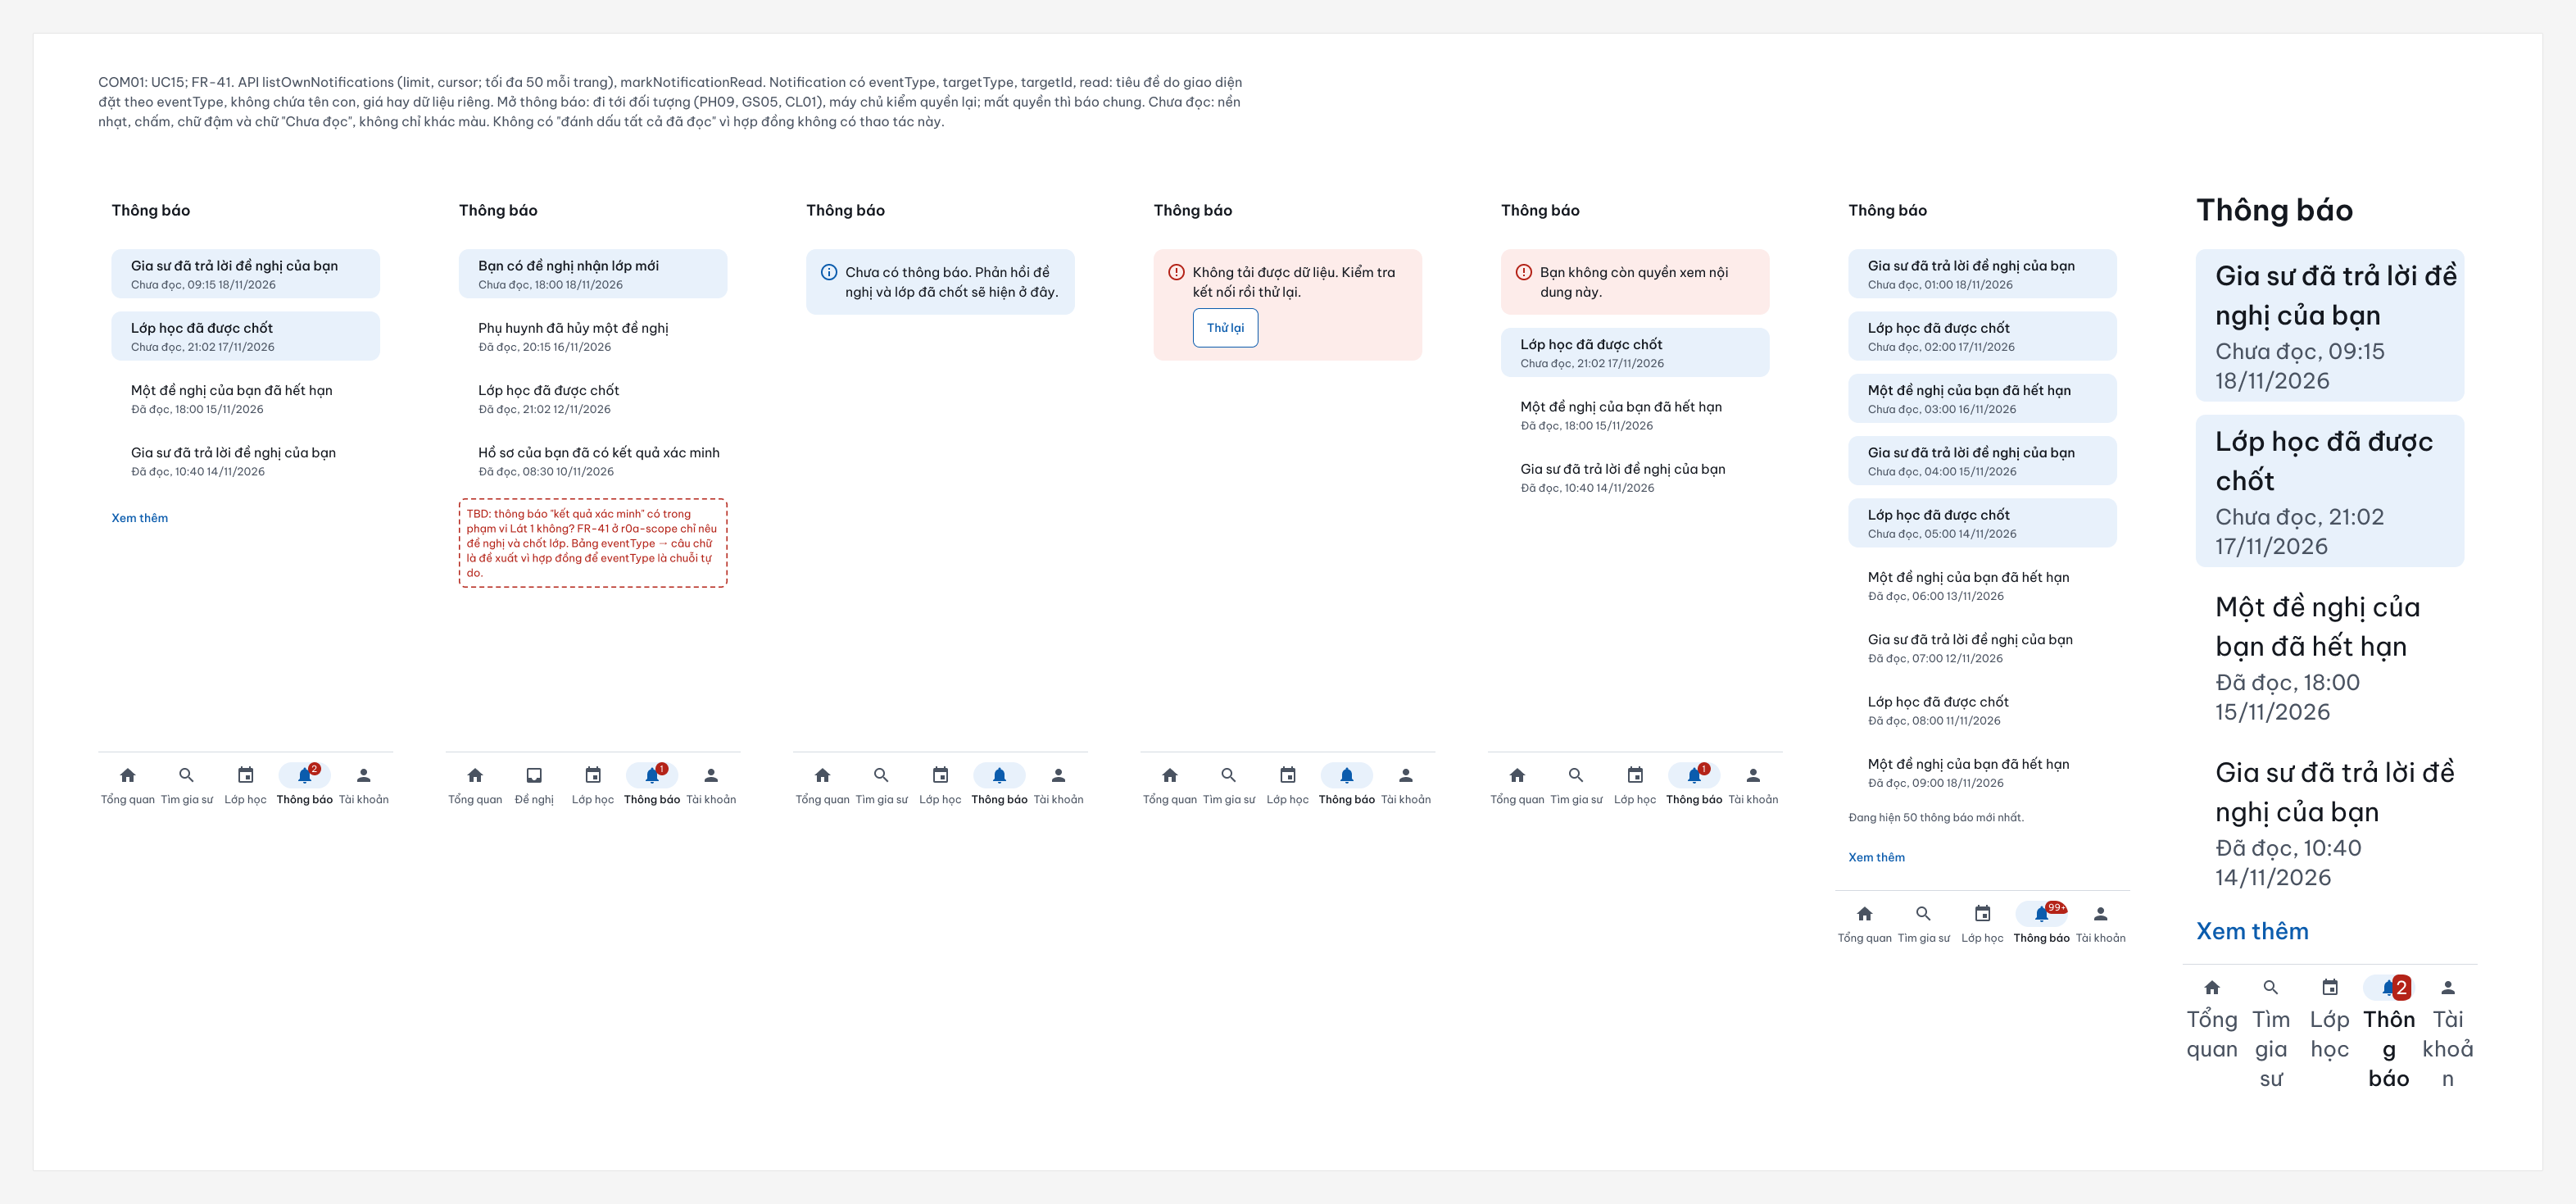 COM01: UC15; FR-41. API listOwnNotifications (limit, cursor; tối đa 50 mỗi trang), markNotificationRead. Notification có eventType, targetType, targetId, read: tiêu đề do giao diện
đặt theo eventType, không chứa tên con, giá hay dữ liệu riêng. Mở thông báo: đi tới đối tượng (PH09, GS05, CL01), máy chủ kiểm quyền lại; mất quyền thì báo chung. Chưa đọc: nền
nhạt, chấm, chữ đậm và chữ "Chưa đọc", không chỉ khác màu. Không có "đánh dấu tất cả đã đọc" vì hợp đồng không có thao tác này.
Thông báo
Gia sư đã trả lời đề nghị của bạn
Chưa đọc, 09:15 18/11/2026
Lớp học đã được chốt
Chưa đọc, 21:02 17/11/2026
Một đề nghị của bạn đã hết hạn
Đã đọc, 18:00 15/11/2026
Gia sư đã trả lời đề nghị của bạn
Đã đọc, 10:40 14/11/2026
Xem thêm
2
Tổng quan Tìm gia sư Lớp học Thông báo Tài khoản
Thông báo
Bạn có đề nghị nhận lớp mới
Chưa đọc, 18:00 18/11/2026
Phụ huynh đã hủy một đề nghị
Đã đọc, 20:15 16/11/2026
Lớp học đã được chốt
Đã đọc, 21:02 12/11/2026
Hồ sơ của bạn đã có kết quả xác minh
Đã đọc, 08:30 10/11/2026
TBD: thông báo "kết quả xác minh" có trong
phạm vi Lát 1 không? FR-41 ở r0a-scope chỉ nêu
đề nghị và chốt lớp. Bảng eventType → câu chữ
là đề xuất vì hợp đồng để eventType là chuỗi tự
do.
1
Tổng quan Đề nghị Lớp học Thông báo Tài khoản
Thông báo
Chưa có thông báo. Phản hồi đề
nghị và lớp đã chốt sẽ hiện ở đây.
Tổng quan Tìm gia sư Lớp học Thông báo Tài khoản
Thông báo
Không tải được dữ liệu. Kiểm tra
kết nối rồi thử lại.
Thử lại
Tổng quan Tìm gia sư Lớp học Thông báo Tài khoản
Thông báo
Bạn không còn quyền xem nội
dung này.
Lớp học đã được chốt
Chưa đọc, 21:02 17/11/2026
Một đề nghị của bạn đã hết hạn
Đã đọc, 18:00 15/11/2026
Gia sư đã trả lời đề nghị của bạn
Đã đọc, 10:40 14/11/2026
1
Tổng quan Tìm gia sư Lớp học Thông báo Tài khoản
Thông báo
Gia sư đã trả lời đề nghị của bạn
Chưa đọc, 01:00 18/11/2026
Lớp học đã được chốt
Chưa đọc, 02:00 17/11/2026
Một đề nghị của bạn đã hết hạn
Chưa đọc, 03:00 16/11/2026
Gia sư đã trả lời đề nghị của bạn
Chưa đọc, 04:00 15/11/2026
Lớp học đã được chốt
Chưa đọc, 05:00 14/11/2026
Một đề nghị của bạn đã hết hạn
Đã đọc, 06:00 13/11/2026
Gia sư đã trả lời đề nghị của bạn
Đã đọc, 07:00 12/11/2026
Lớp học đã được chốt
Đã đọc, 08:00 11/11/2026
Một đề nghị của bạn đã hết hạn
Đã đọc, 09:00 18/11/2026
Đang hiện 50 thông báo mới nhất.
Xem thêm
99+
Tổng quan Tìm gia sư Lớp học Thông báo Tài khoản
Thông báo
Gia sư đã trả lời đề
nghị của bạn
Chưa đọc, 09:15
18/11/2026
Lớp học đã được
chốt
Chưa đọc, 21:02
17/11/2026
Một đề nghị của
bạn đã hết hạn
Đã đọc, 18:00
15/11/2026
Gia sư đã trả lời đề
nghị của bạn
Đã đọc, 10:40
14/11/2026
Xem thêm
2
Tổng Tìm Lớp Thôn Tài
quan gia học g khoả
sư báo n